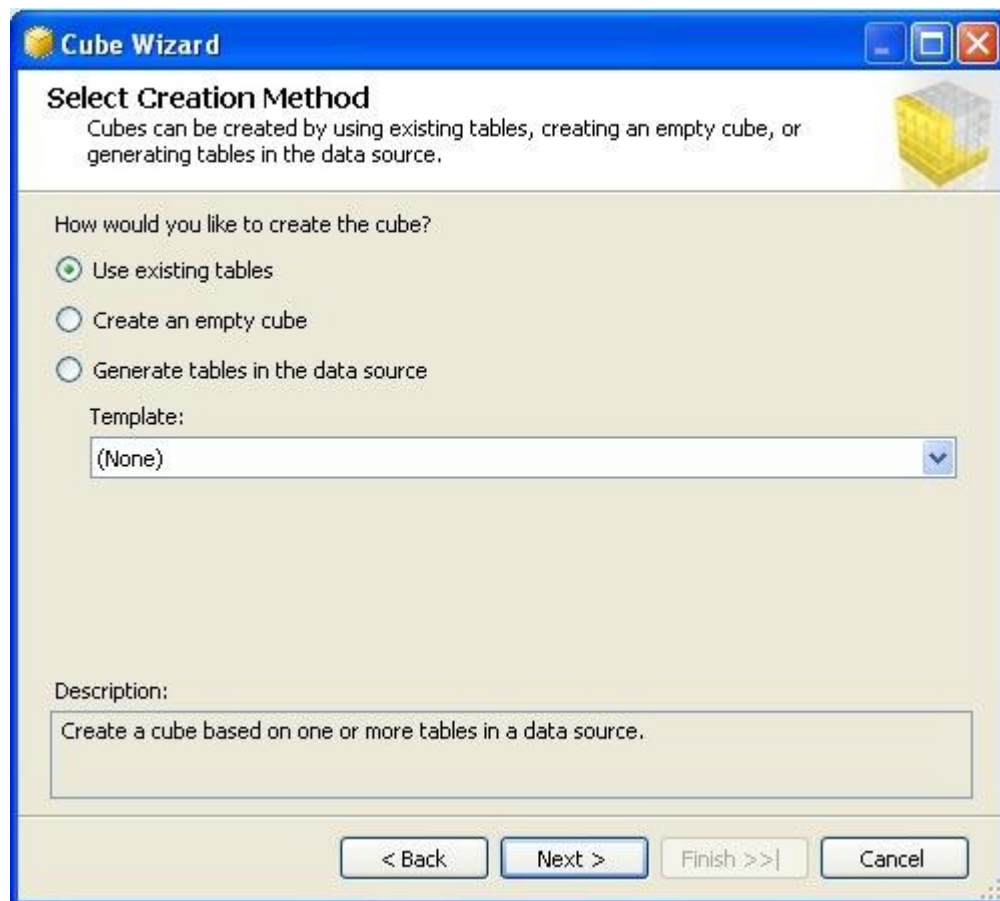 Cube Wizard
Select Creation Method
Cubes can be created by using existing tables, creating an empty cube, or
generating tables in the data source.
How would you like to create the cube?
Use existing tables
Create an empty cube
Generate tables in the data source
Template:
(None)
Description:
Create a cube based on one or more tables in a data source.
< Back Next > Finish >>| Cancel